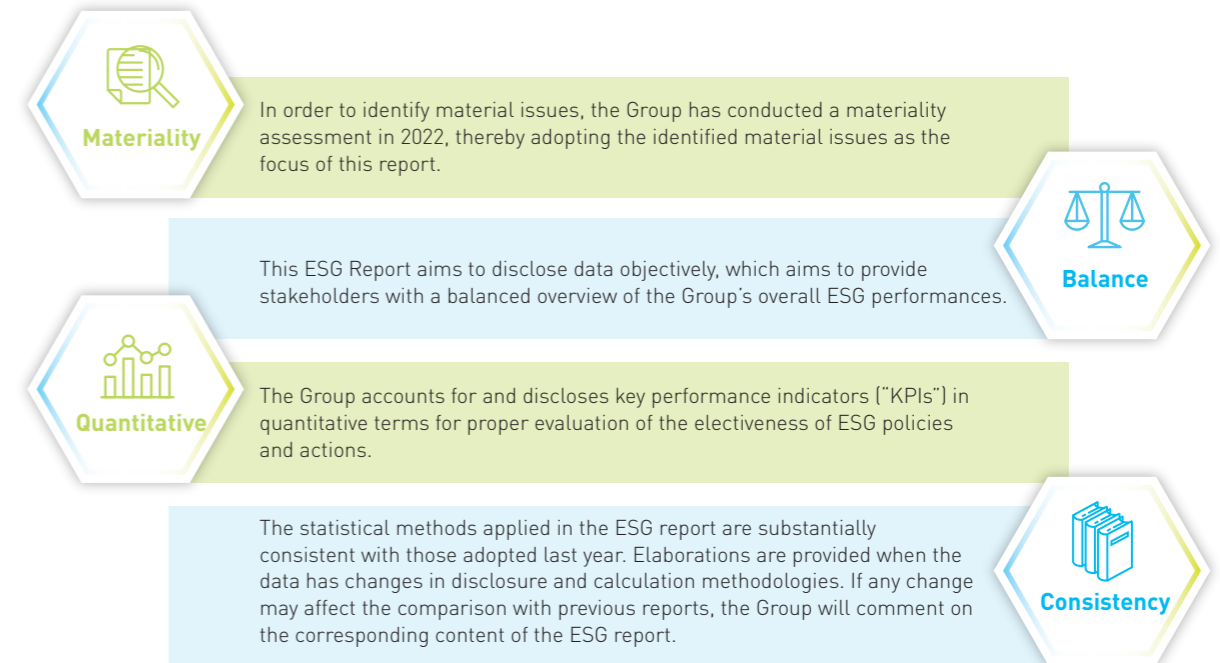 Materiality
In order to identify material issues, the Group has conducted a materiality
assessment in 2022, thereby adopting the identified material issues as the
focus of this report.
Balance
This ESG Report aims to disclose data objectively, which aims to provide
stakeholders with a balanced overview of the Group's overall ESG performances.
Quantitative
The Group accounts for and discloses key performance indicators ("KPIs") in
quantitative terms for proper evaluation of the electiveness of ESG policies
and actions.
Consistency
The statistical methods applied in the ESG report are substantially
consistent with those adopted last year. Elaborations are provided when the
data has changes in disclosure and calculation methodologies. If any change
may affect the comparison with previous reports, the Group will comment on
the corresponding content of the ESG report.